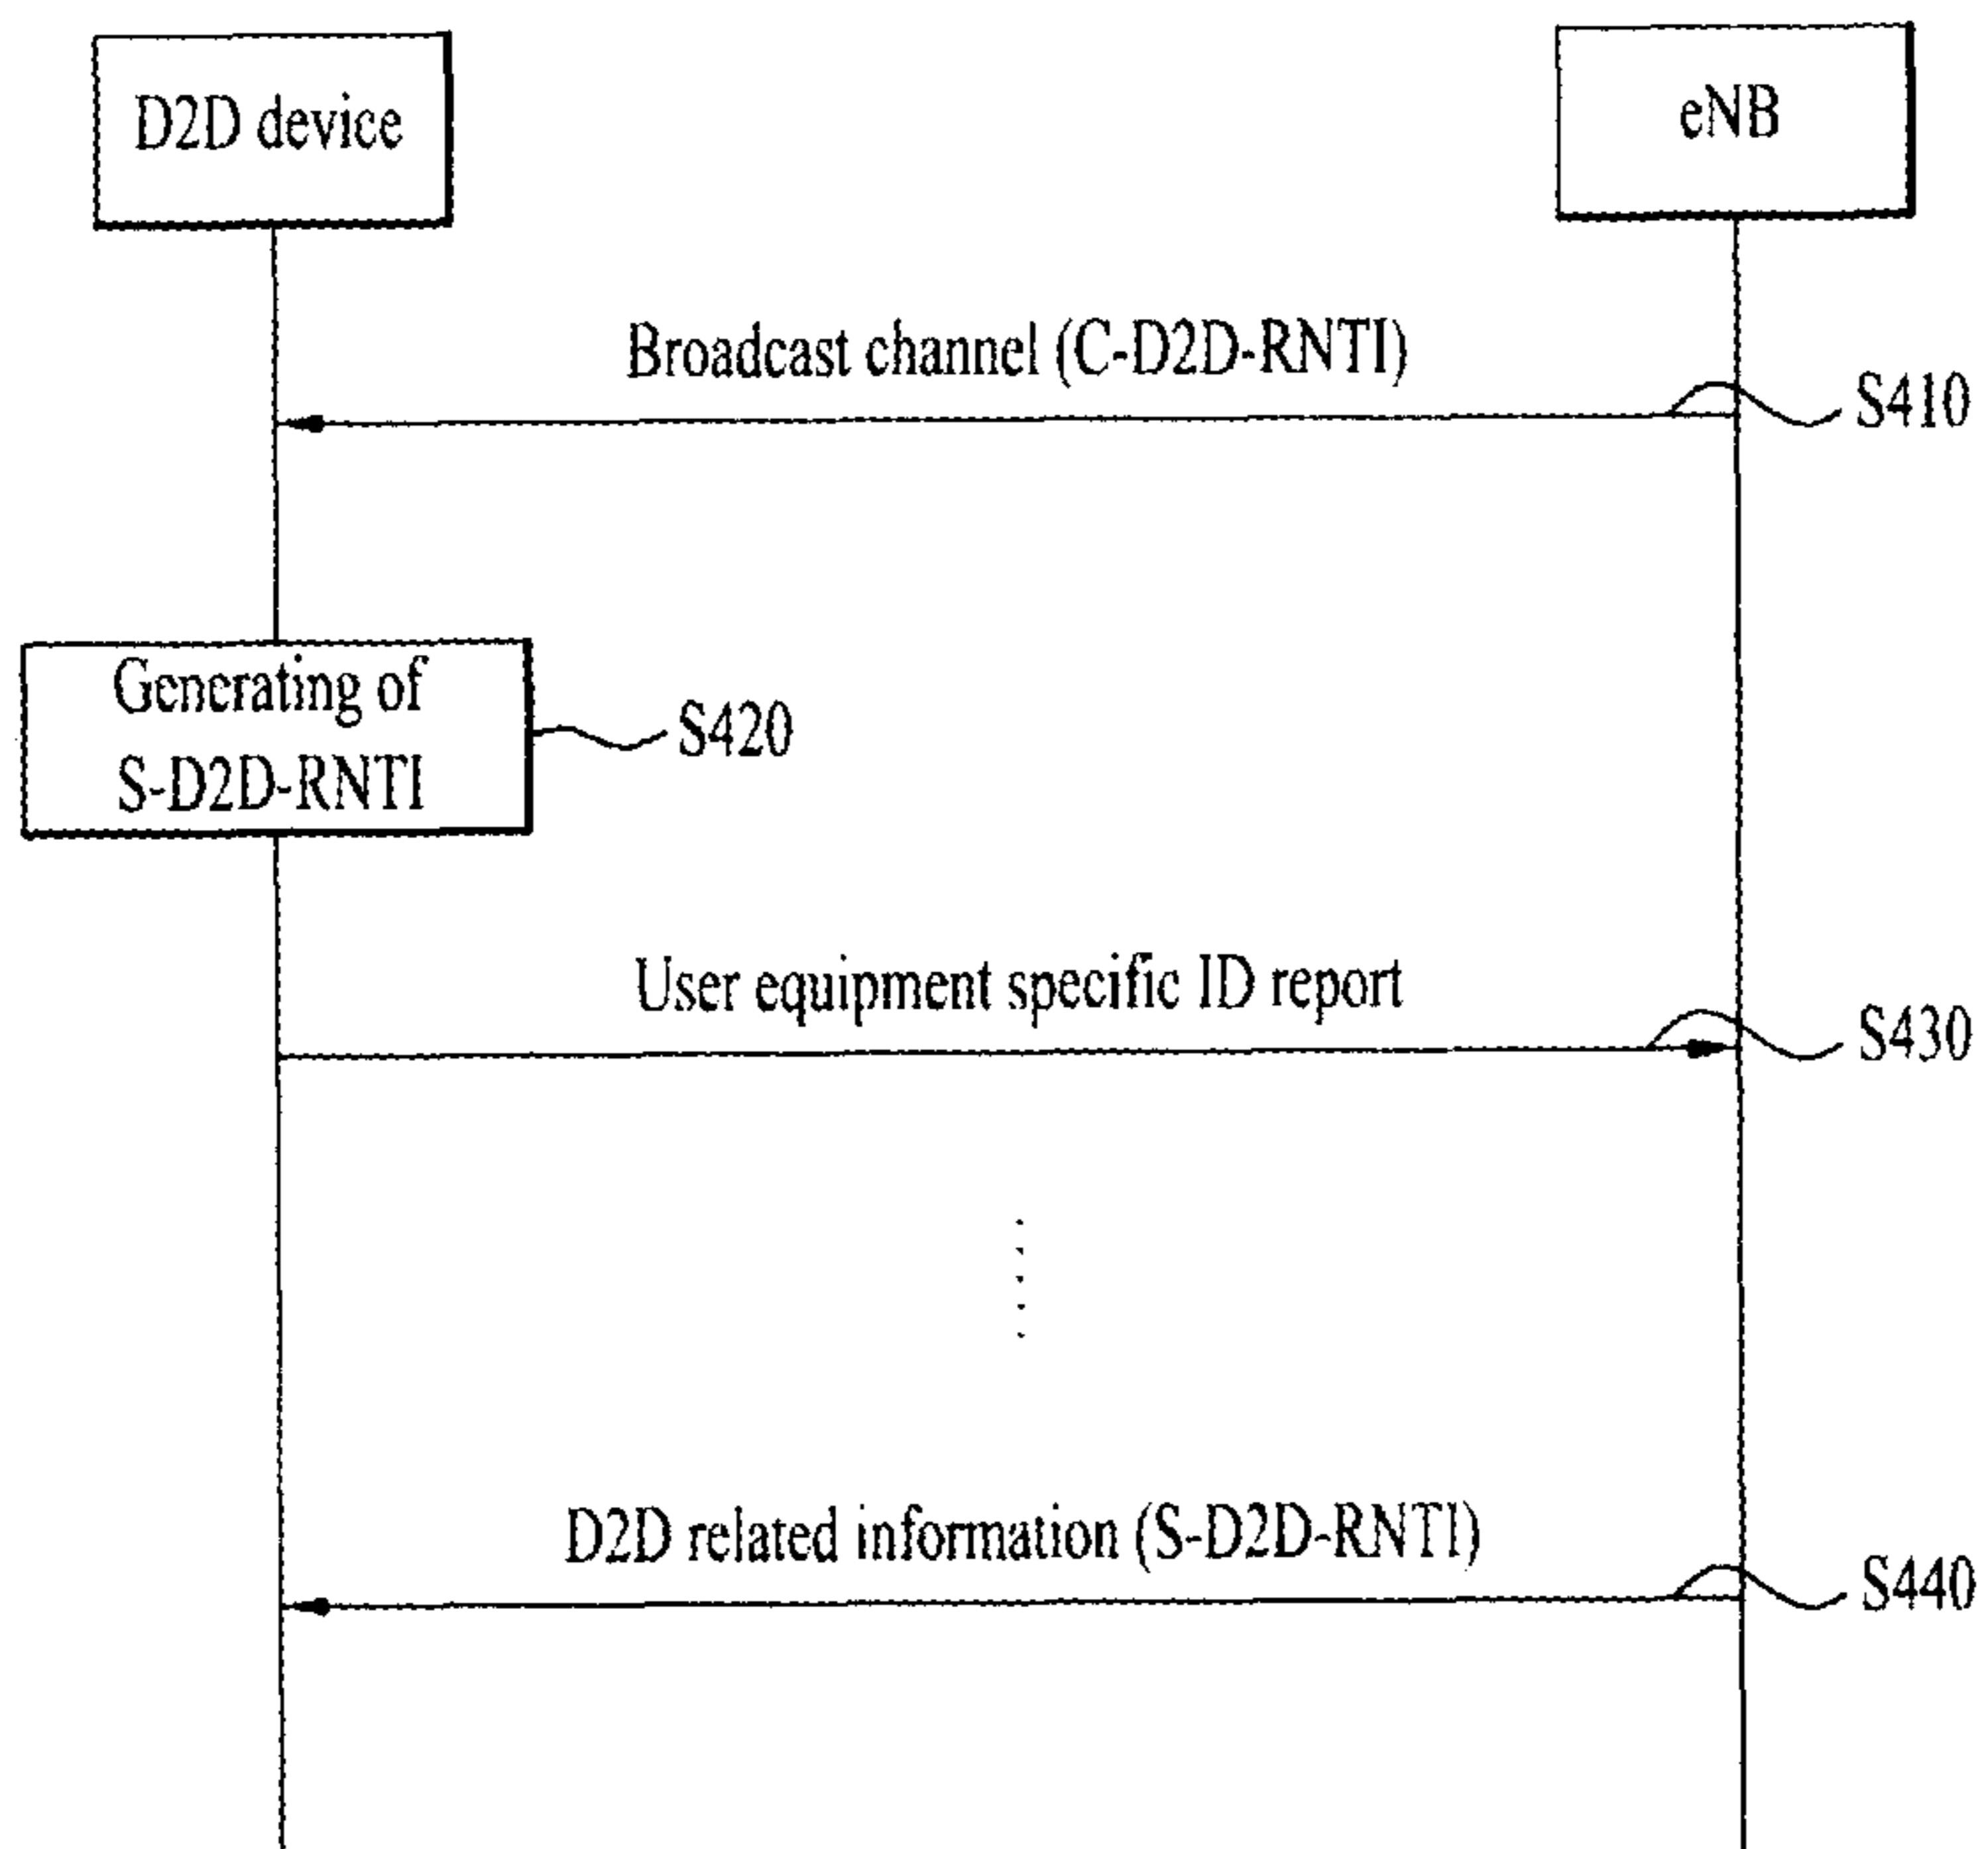 D2D device
eNB
Broadcast channel (C-D2D-RNTI)
S410
Generating of
S-D2D-RNTI
S420
User equipment specific ID report
S430
D2D related information (S-D2D-RNTI)
S440